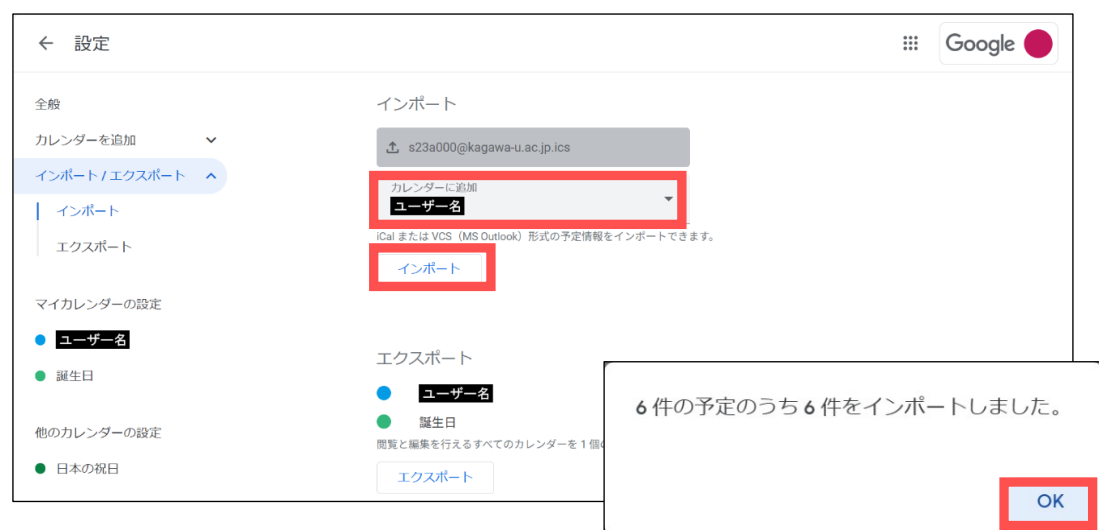 設定
Google
全般
カレンダーを追加
インポート / エクスポート
インポート
エクスポート
マイカレンダーの設定
ユーザー名
誕生日
他のカレンダーの設定
日本の祝日
インポート
s23a000@kagawa-u.ac.jp.ics
カレンダーに追加
ユーザー名
iCal または VCS（MS Outlook）形式の予定情報をインポートできます。
インポート
エクスポート
ユーザー名
誕生日
閲覧と編集を行えるすべてのカレンダーを 1 個
エクスポート
6 件の予定のうち 6 件をインポートしました。
OK